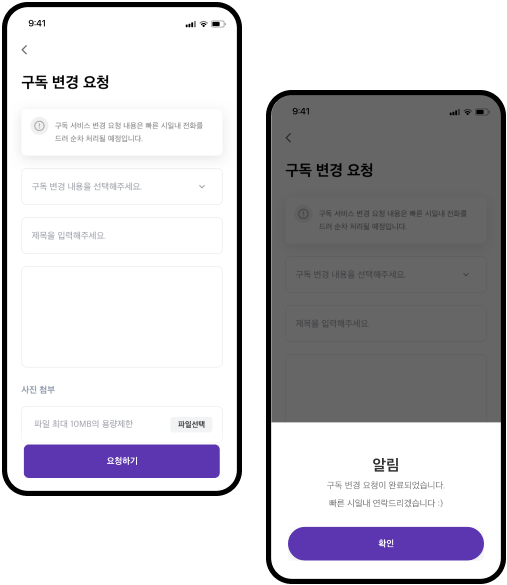 9:41
구독 변경 요청
구독 서비스 변경 요청 내용은 빠른 시일내 전화를
드려 순차 처리될 예정입니다.
구독 변경 내용을 선택해주세요.
제목을 입력해주세요.
사진 첨부
파일 최대 10MB의 용량제한
파일선택
요청하기
9:41
구독 변경 요청
구독 서비스 변경 요청 내용은 빠른 시일내 전화를
드려 순차 처리될 예정입니다.
구독 변경 내용을 선택해주세요.
제목을 입력해주세요.
알림
구독 변경 요청이 완료되었습니다.
빠른 시일내 연락드리겠습니다 :)
확인